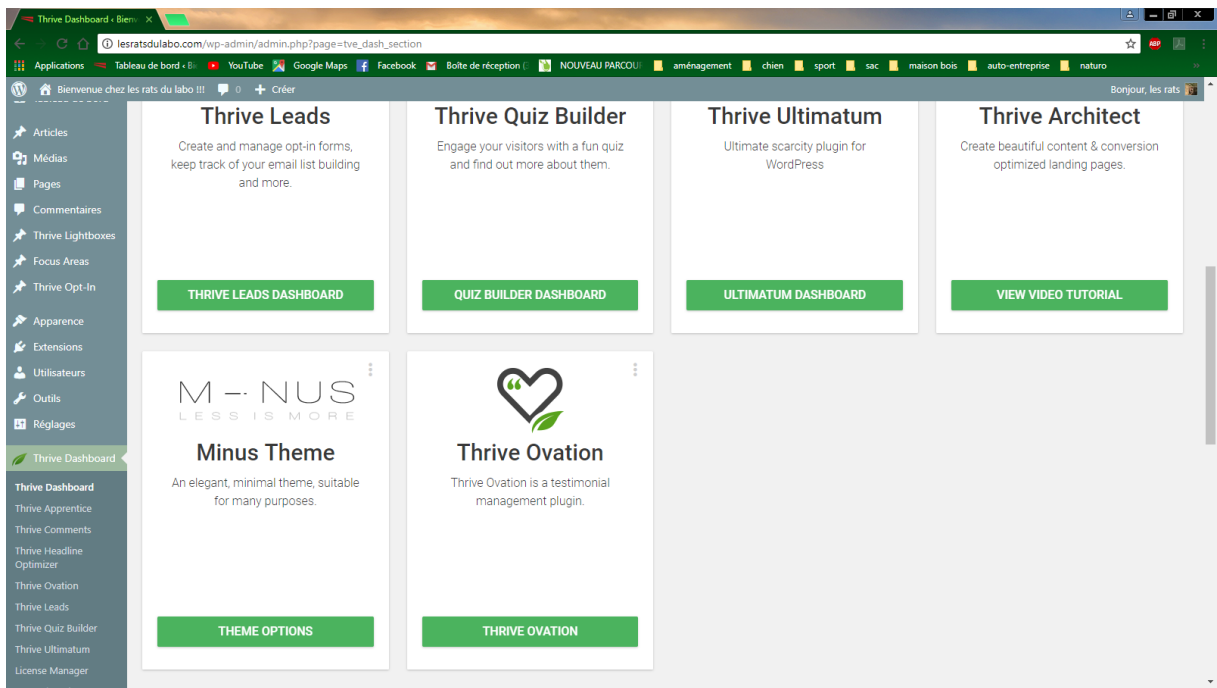 Thrive Dashboard ‹ Bienv
lesratsdulabo.com/wp-admin/admin.php?page=tve_dash_section
ABP
Applications
Tableau de bord ‹ B
YouTube
Google Maps
Facebook
Boîte de réception (
NOUVEAU PARCOU
aménagement
chien
sport
sac
maison bois
auto-entreprise
naturo
Bienvenue chez les rats du labo !!!
0
Créer
Bonjour, les rats
Articles
Médias
Pages
Commentaires
Thrive Lightboxes
Focus Areas
Thrive Opt-In
Apparence
Extensions
Utilisateurs
Outils
Réglages
Thrive Dashboard
Thrive Dashboard
Thrive Apprentice
Thrive Comments
Thrive Headline
Optimizer
Thrive Ovation
Thrive Leads
Thrive Quiz Builder
Thrive Ultimatum
License Manager
Thrive Leads
Create and manage opt-in forms,
keep track of your email list building
and more.
THRIVE LEADS DASHBOARD
Thrive Quiz Builder
Engage your visitors with a fun quiz
and find out more about them.
QUIZ BUILDER DASHBOARD
Thrive Ultimatum
Ultimate scarcity plugin for
WordPress
ULTIMATUM DASHBOARD
Thrive Architect
Create beautiful content & conversion
optimized landing pages.
VIEW VIDEO TUTORIAL
M-·NUS
LESS IS MORE
Minus Theme
An elegant, minimal theme, suitable
for many purposes.
THEME OPTIONS
Thrive Ovation
Thrive Ovation is a testimonial
management plugin.
THRIVE OVATION